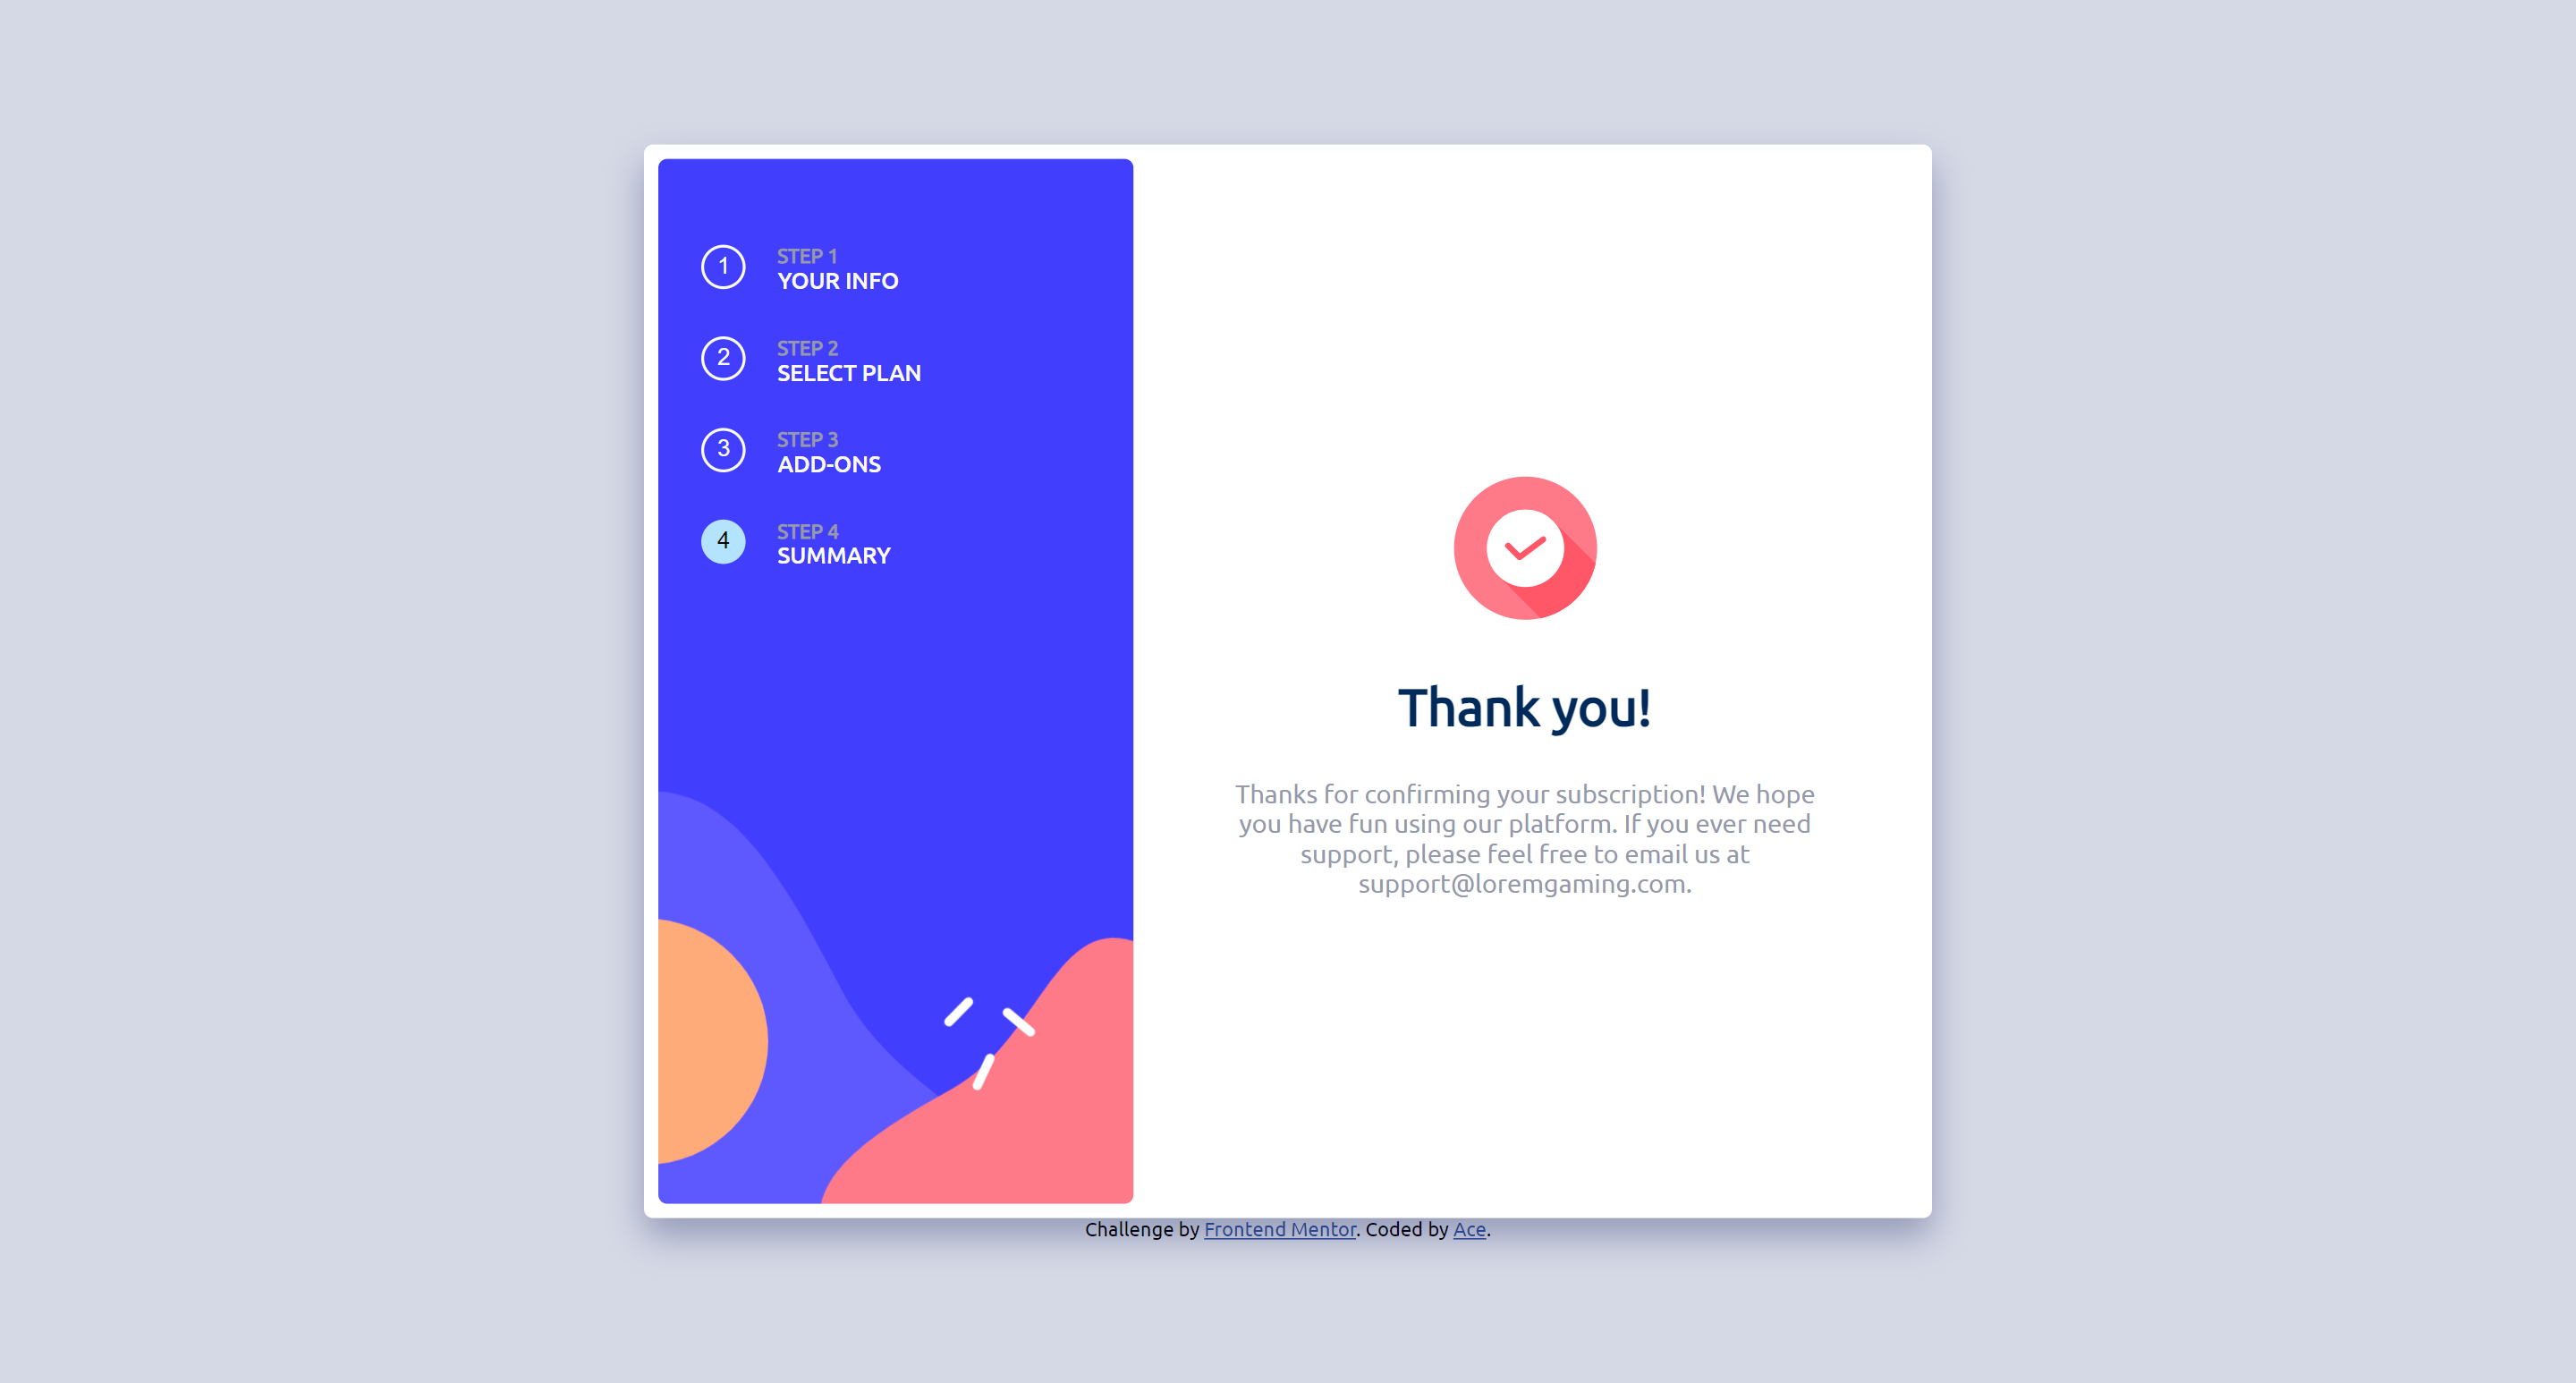 1
STEP 1
YOUR INFO
2
STEP 2
SELECT PLAN
3
STEP 3
ADD-ONS
4
STEP 4
SUMMARY
Thank you!
Thanks for confirming your subscription! We hope
you have fun using our platform. If you ever need
support, please feel free to email us at
support@loremgaming.com.
Challenge by Frontend Mentor. Coded by Ace.